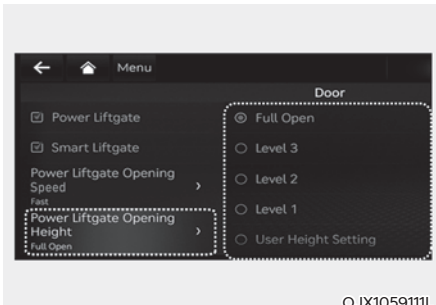 Menu
Door
Power Liftgate
Smart Liftgate
Power Liftgate Opening
Speed
Fast
Power Liftgate Opening
Height
Full Open
Full Open
Level 3
Level 2
Level 1
User Height Setting
OJX1059111L